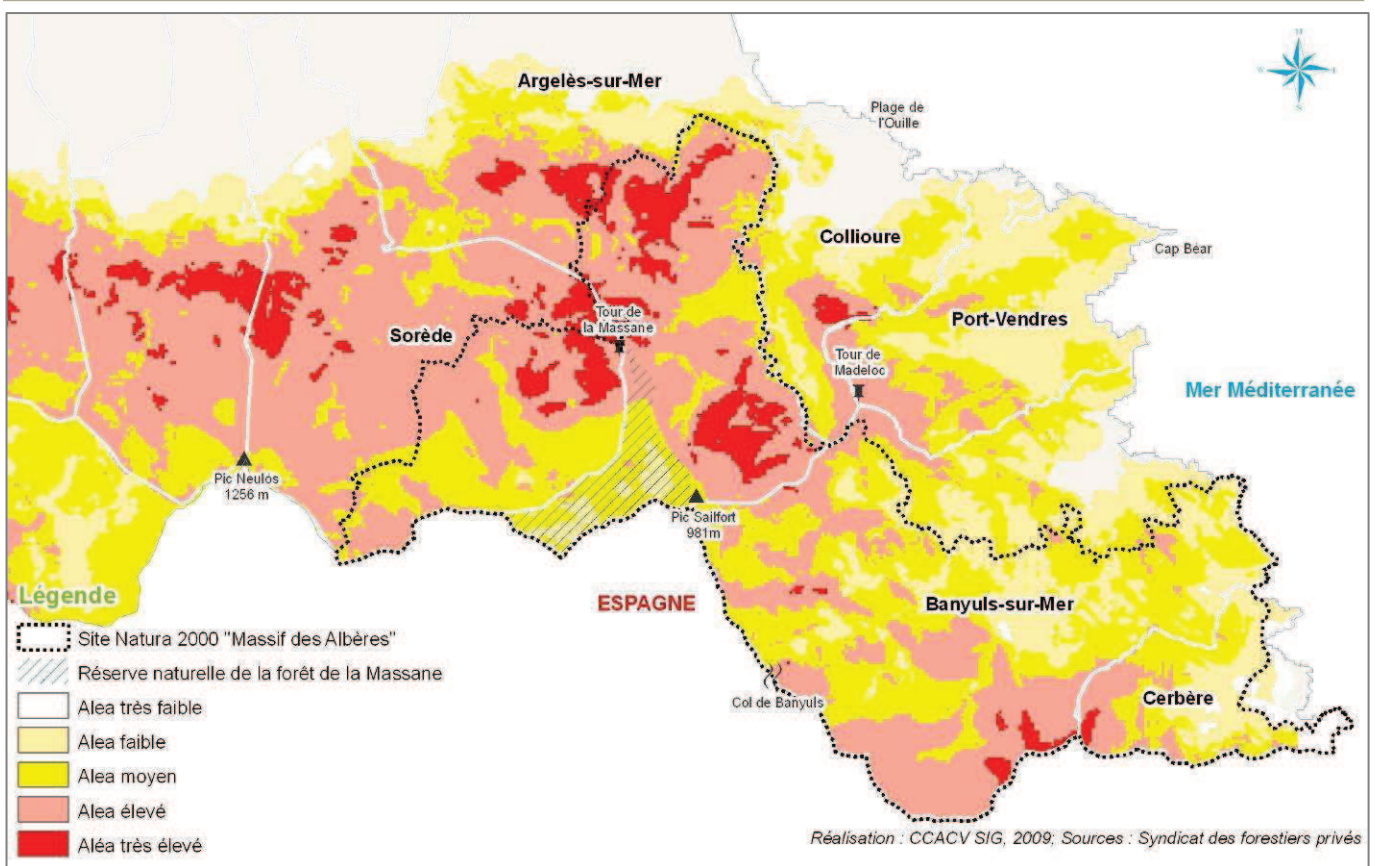 N
W
E
S
Argelès-sur-Mer
Plage de
l'Ouille
Collioure
Cap Béar
Port-Vendres
Tour de
la Massane
Sorède
Tour de
Madeloc
Mer Méditerranée
Pic Neulos
1256 m
Pic Sailfort
981m
ESPAGNE
Banyuls-sur-Mer
Col de Banyuls
Cerbère
Légende
Site Natura 2000 "Massif des Albères"
Réserve naturelle de la forêt de la Massane
Alea très faible
Alea faible
Alea moyen
Alea élevé
Aléa très élevé
Réalisation : CCACV SIG, 2009; Sources : Syndicat des forestiers privés